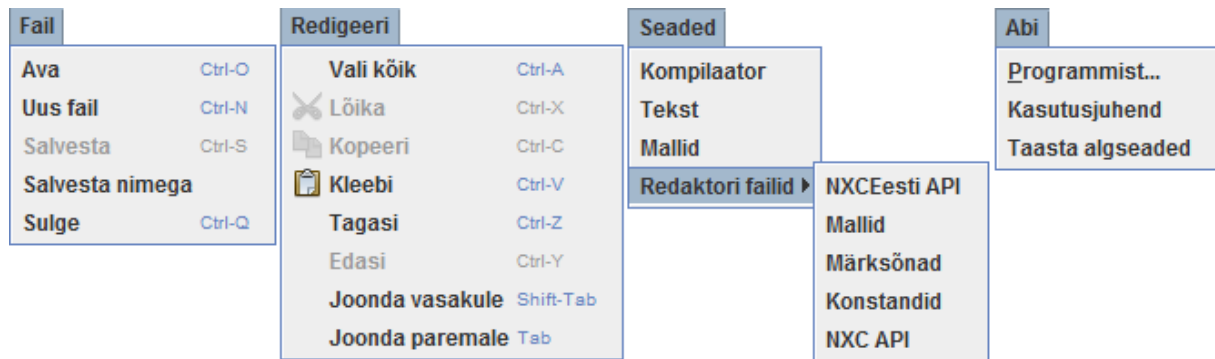 Fail
Ava Ctrl-O
Uus fail Ctrl-N
Salvesta Ctrl-S
Salvesta nimega
Sulge Ctrl-Q
Redigeeri
Vali kõik Ctrl-A
Lõika Ctrl-X
Kopeeri Ctrl-C
Kleebi Ctrl-V
Tagasi Ctrl-Z
Edasi Ctrl-Y
Joonda vasakule Shift-Tab
Joonda paremale Tab
Seaded
Kompilaator
Tekst
Mallid
Redaktori failid
NXCEesti API
Mallid
Märksõnad
Konstandid
NXC API
Abi
Programmist...
Kasutusjuhend
Taasta algseaded